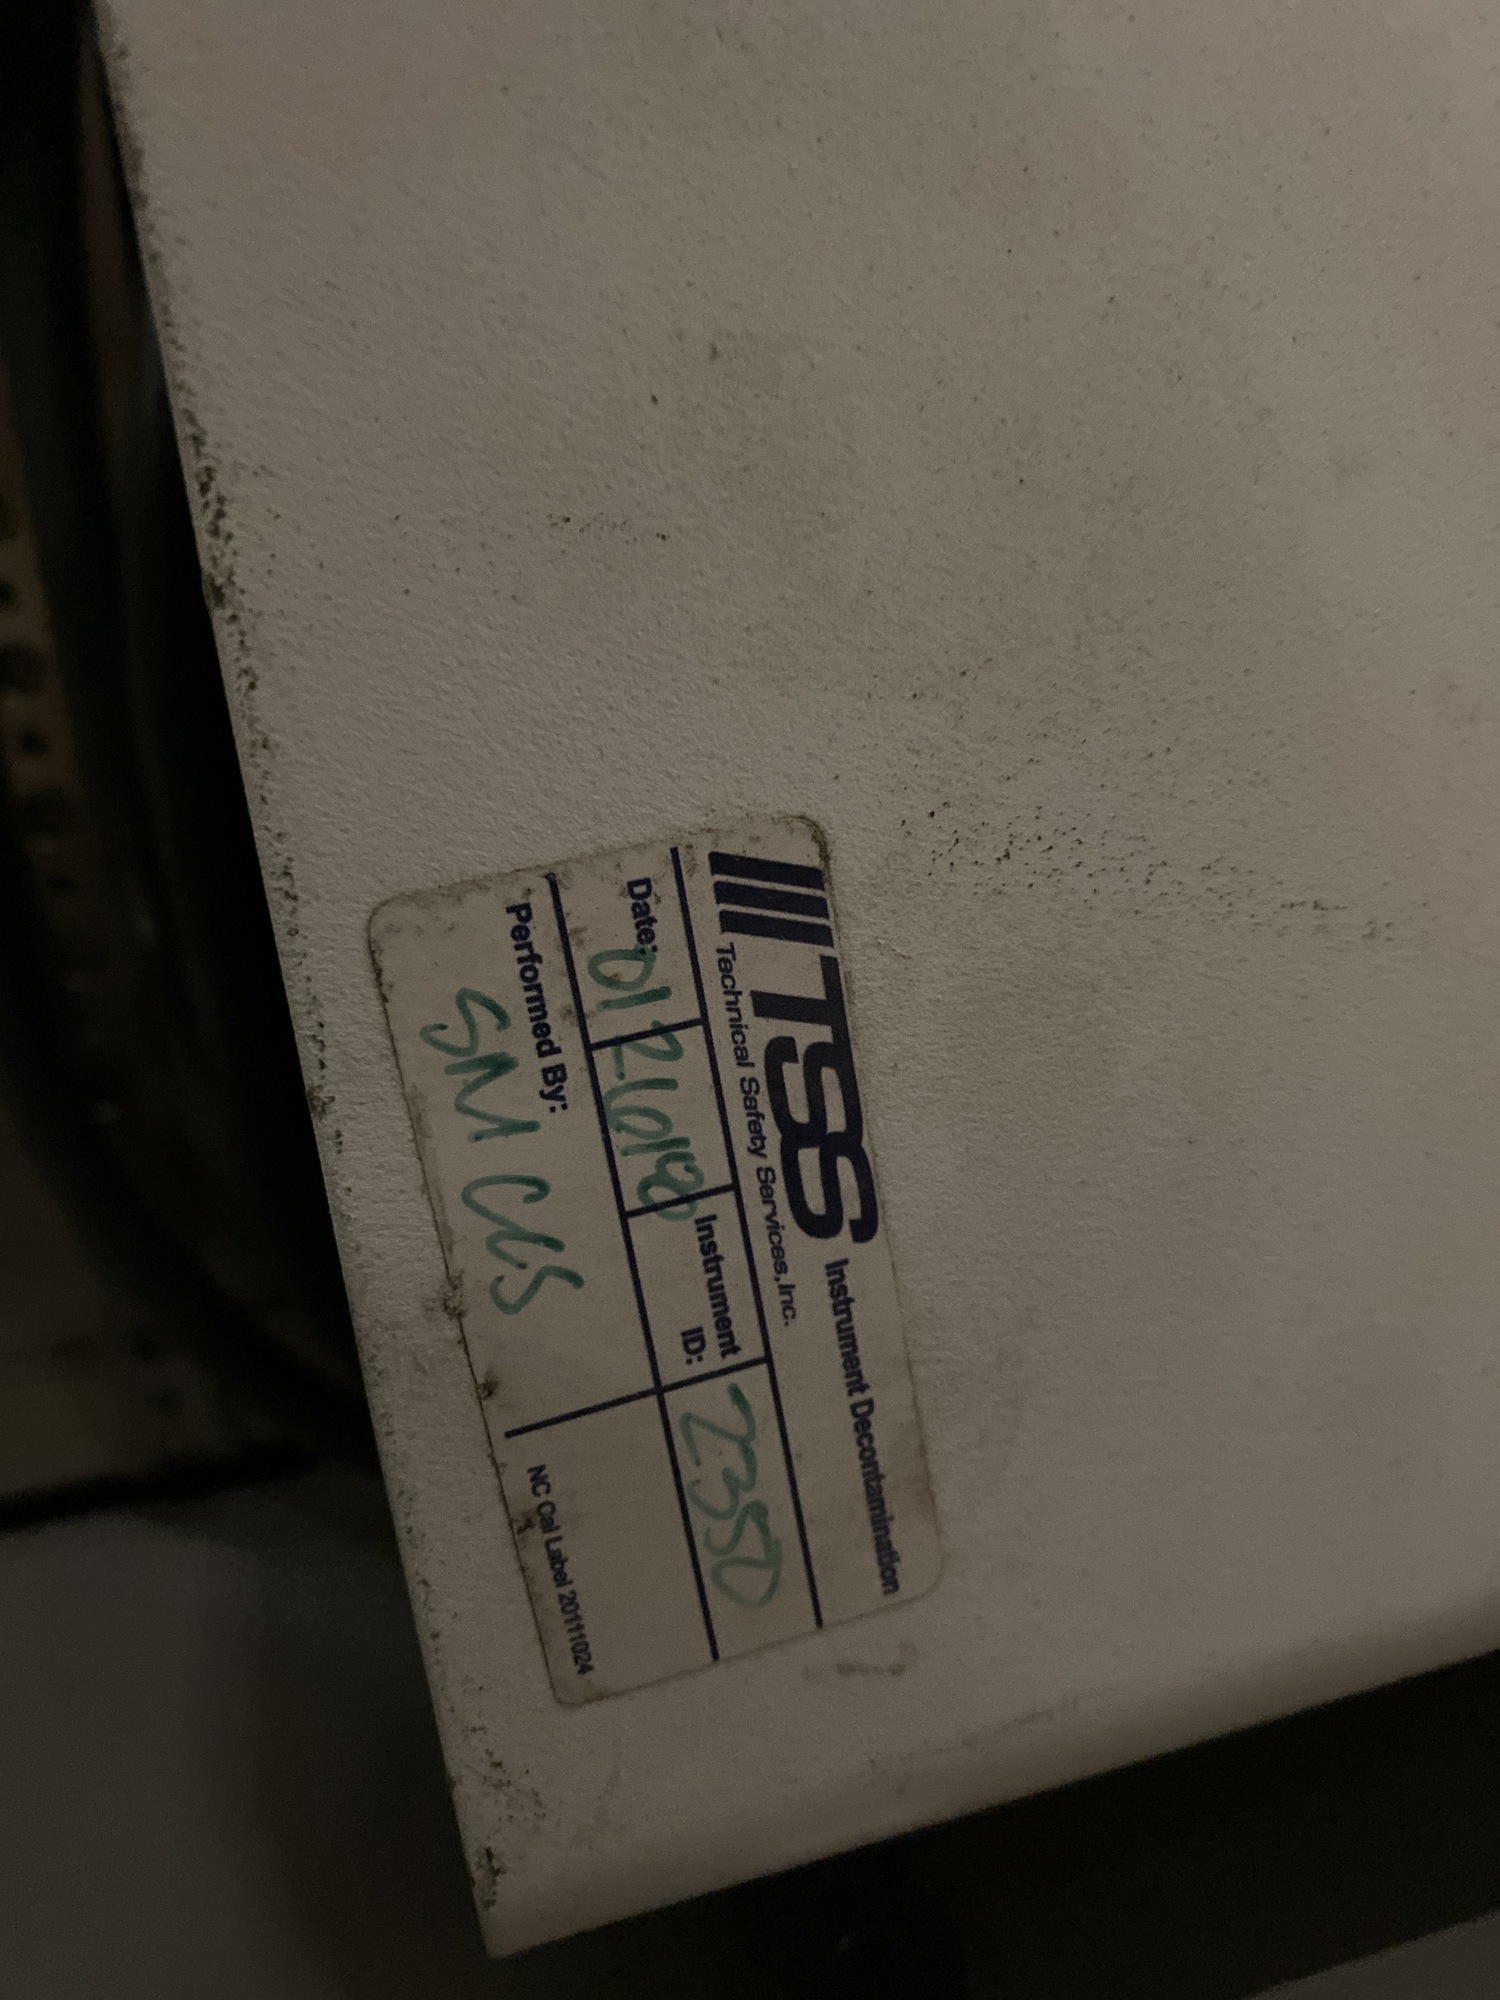 TSS Instrument Decontamination
Technical Safety Services, Inc.
Date: Instrument ID: 2350
Performed By:
NC Cal Label 20111024